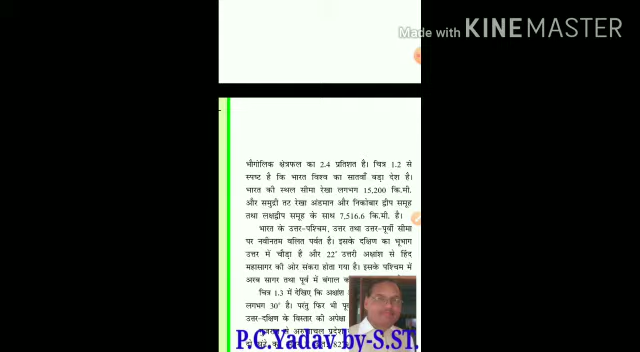 Made with KINEMASTER
भौगोलिक क्षेत्रफल का 2.4 प्रतिशत है। चित्र 1.2 से
स्पष्ट है कि भारत विश्व का सातवाँ बड़ा देश है।
भारत की स्थल सीमा रेखा लगभग 15,200 कि.मी.
और समुद्री तट रेखा अंडमान और निकोबार द्वीप समूह
तथा लक्षद्वीप समूह के साथ 7,516.6 कि.मी. है।
भारत के उत्तर-पश्चिम, उत्तर तथा उत्तर-पूर्वी सीमा
पर नवीनतम वलित पर्वत है। इसके दक्षिण का भूभाग
उत्तर में चौड़ा है और 22° उत्तरी अक्षांश से हिंद
महासागर की ओर संकरा होता गया है। इसके पश्चिम में
अरब सागर तथा पूर्व में बंगाल
चित्र 1.3 में देखिए कि अक्षांश
लगभग 30° है। परंतु फिर भी
उत्तर-दक्षिण के विस्तार की अपेक्षा
P.C.Yadav by-S.ST.